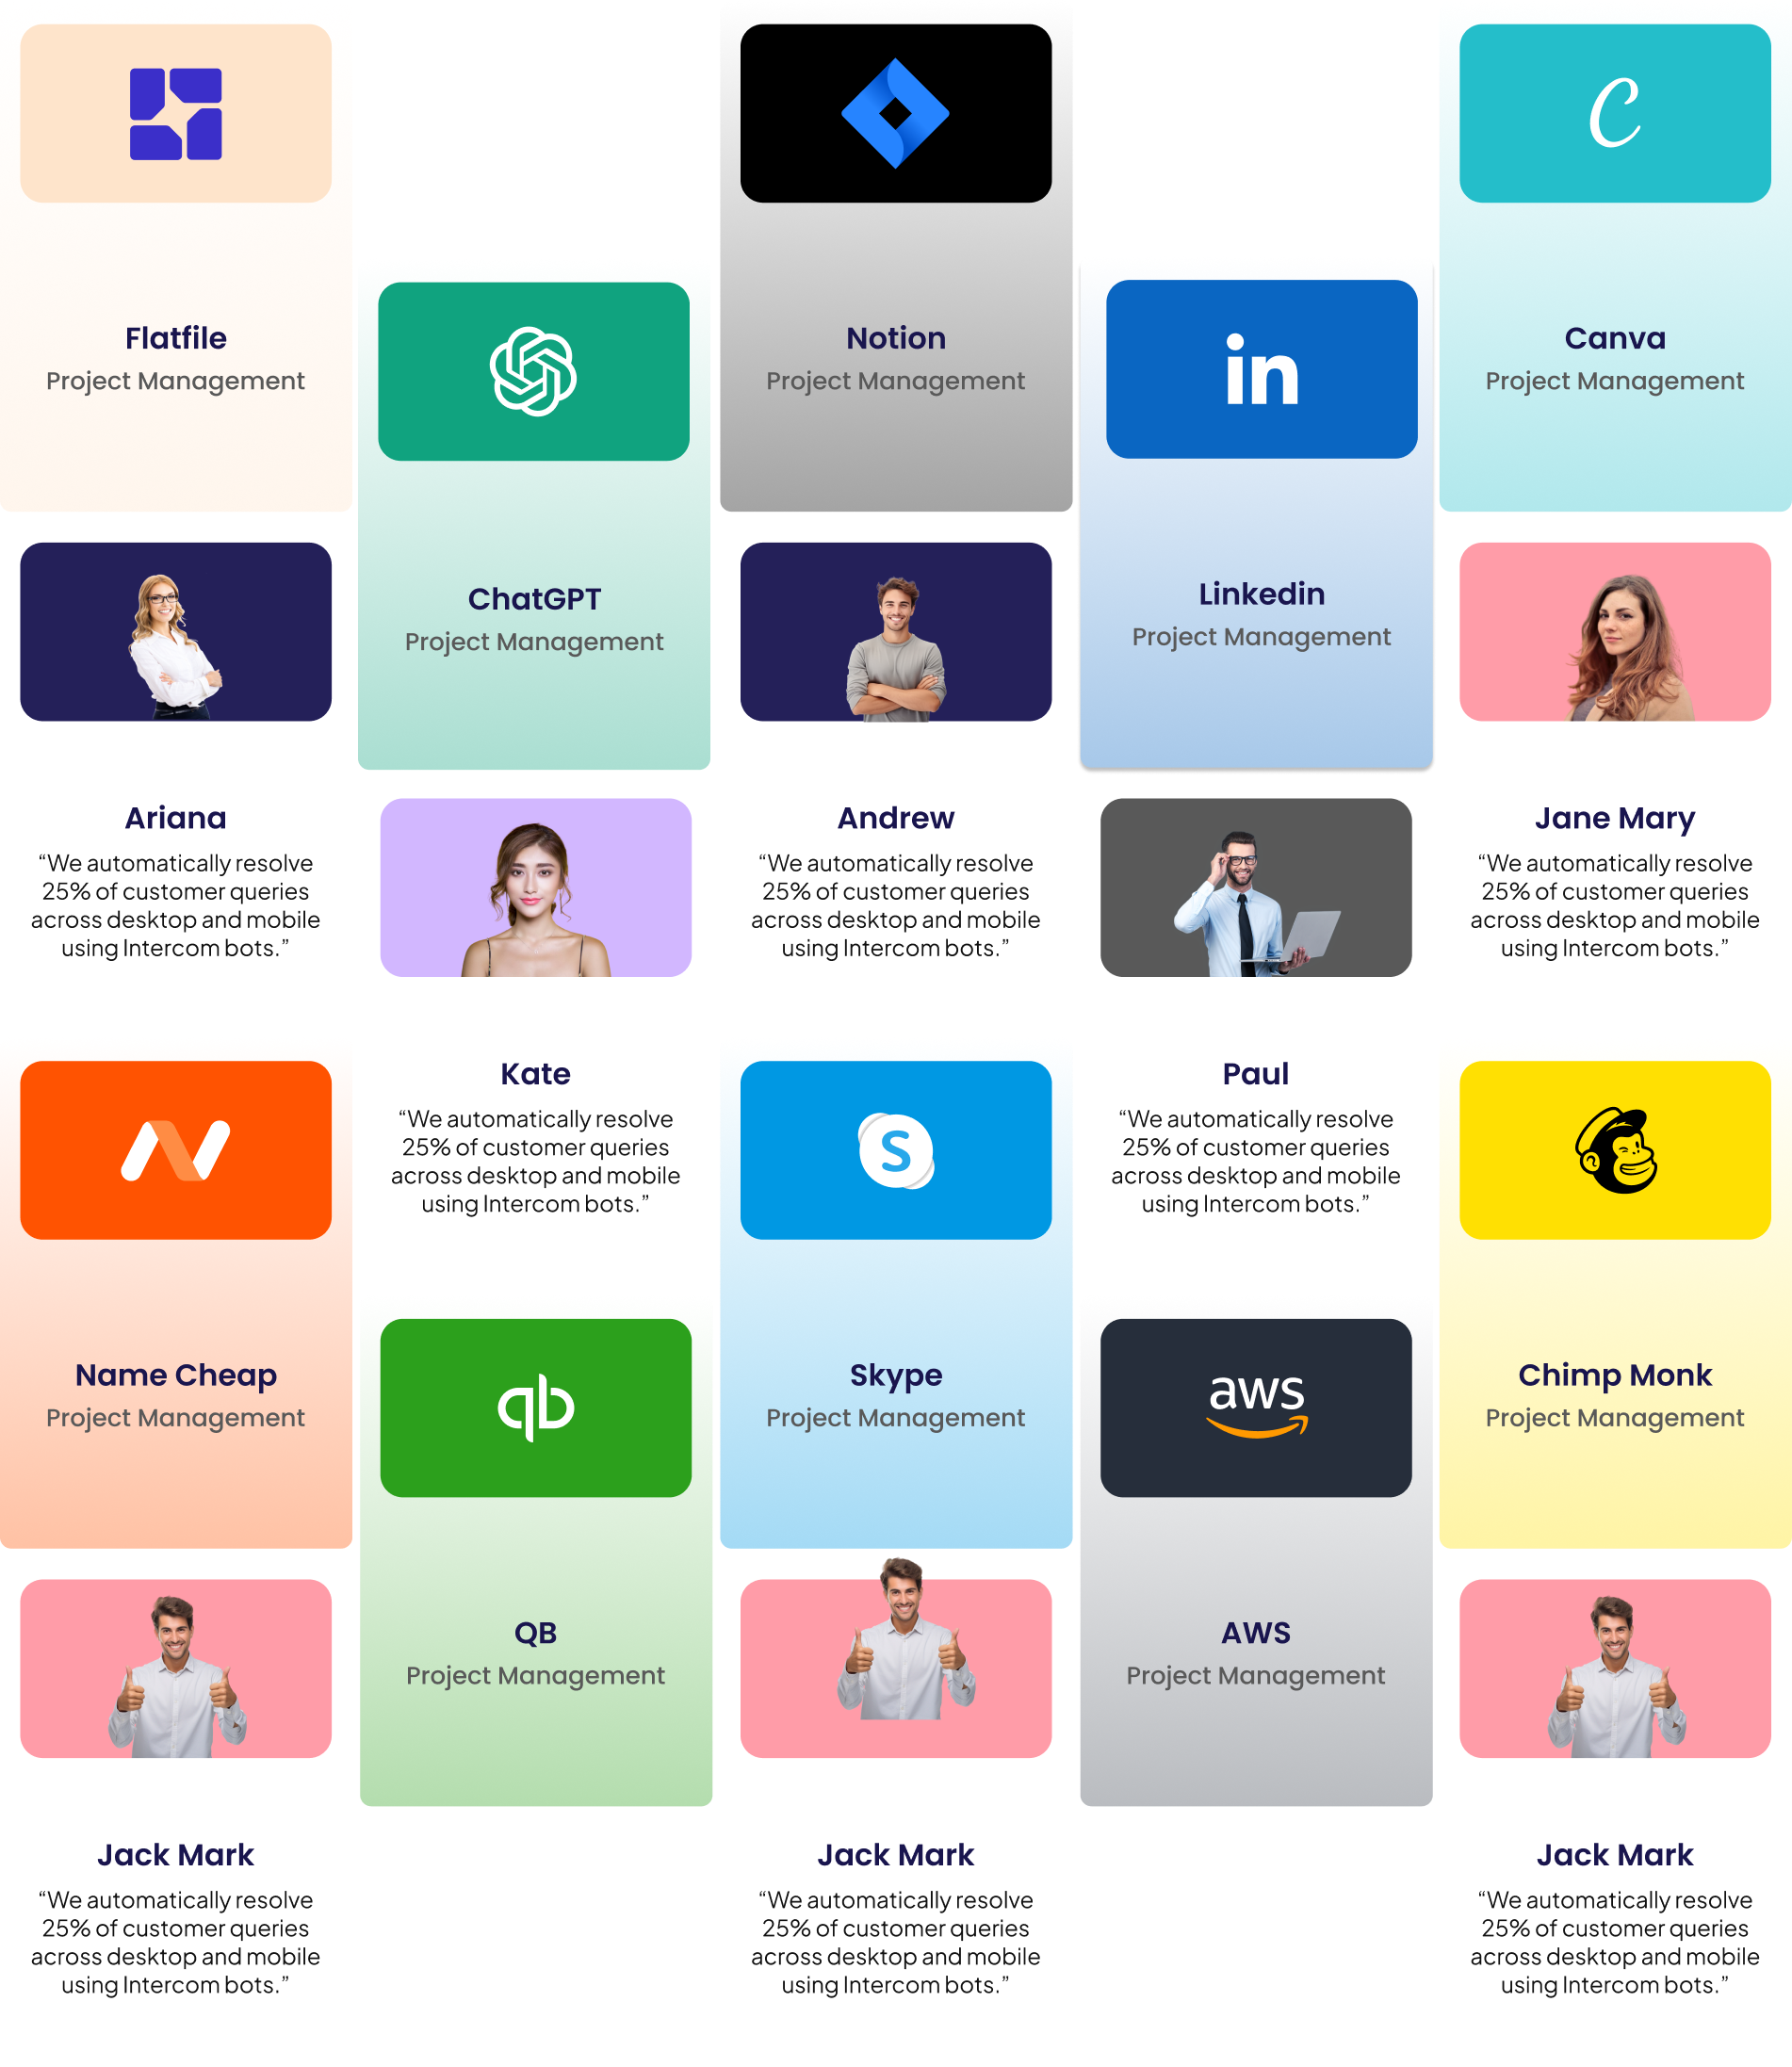 C
Flatfile
Project Management
Ariana
“We automatically resolve
25% of customer queries
across desktop and mobile
using Intercom bots.”
Name Cheap
Project Management
Jack Mark
“We automatically resolve
25% of customer queries
across desktop and mobile
using Intercom bots.”
ChatGPT
Project Management
Kate
“We automatically resolve
25% of customer queries
across desktop and mobile
using Intercom bots.”
qb
QB
Project Management
Notion
Project Management
Andrew
“We automatically resolve
25% of customer queries
across desktop and mobile
using Intercom bots.”
S
Skype
Project Management
Jack Mark
“We automatically resolve
25% of customer queries
across desktop and mobile
using Intercom bots.”
in
Linkedin
Project Management
Paul
“We automatically resolve
25% of customer queries
across desktop and mobile
using Intercom bots.”
aws
AWS
Project Management
Canva
Project Management
Jane Mary
“We automatically resolve
25% of customer queries
across desktop and mobile
using Intercom bots.”
Chimp Monk
Project Management
Jack Mark
“We automatically resolve
25% of customer queries
across desktop and mobile
using Intercom bots.”